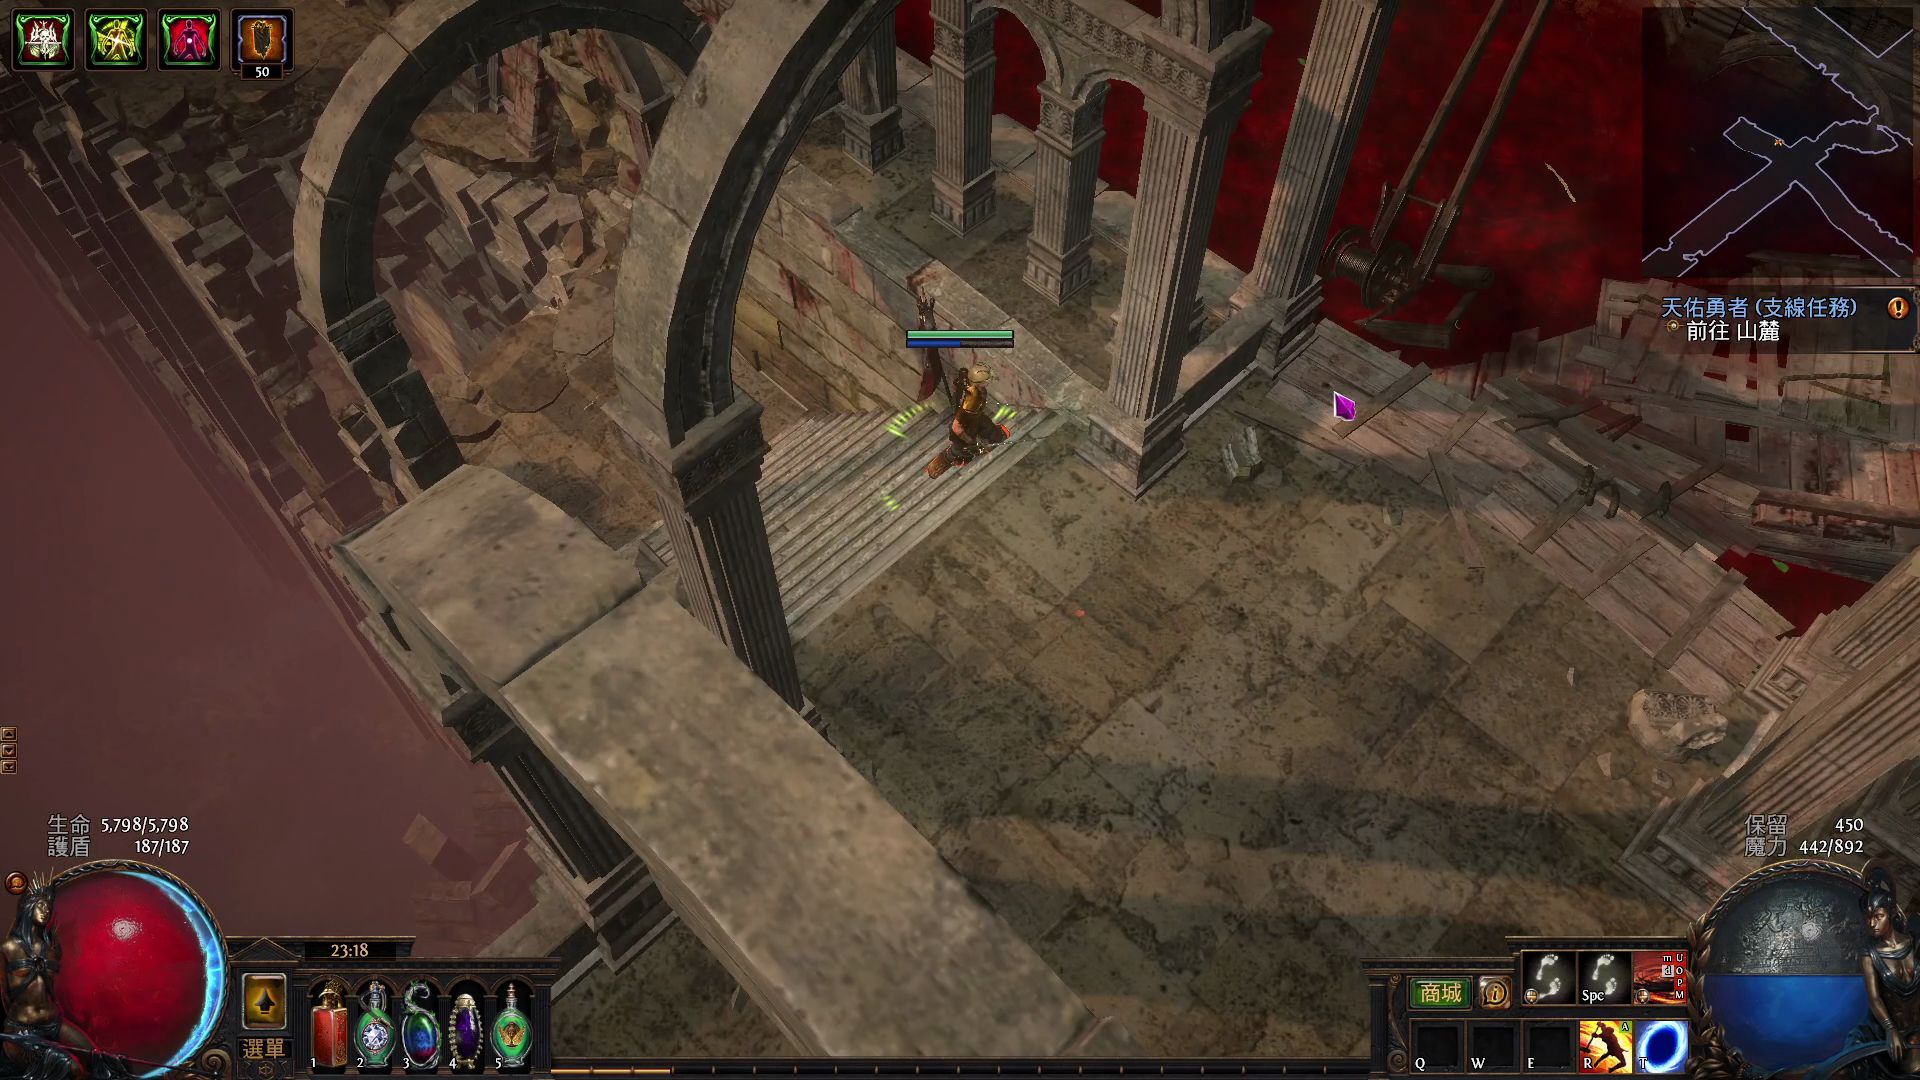 50
天佑勇者 (支線任務)
前往 山麓
生命 5,798/5,798
護盾 187/187
保留 450
魔力 442/892
23:18
選單
1
2
3
4
5
商城
Spc
m U
d O
P
M
Q
W
E
R
A
T